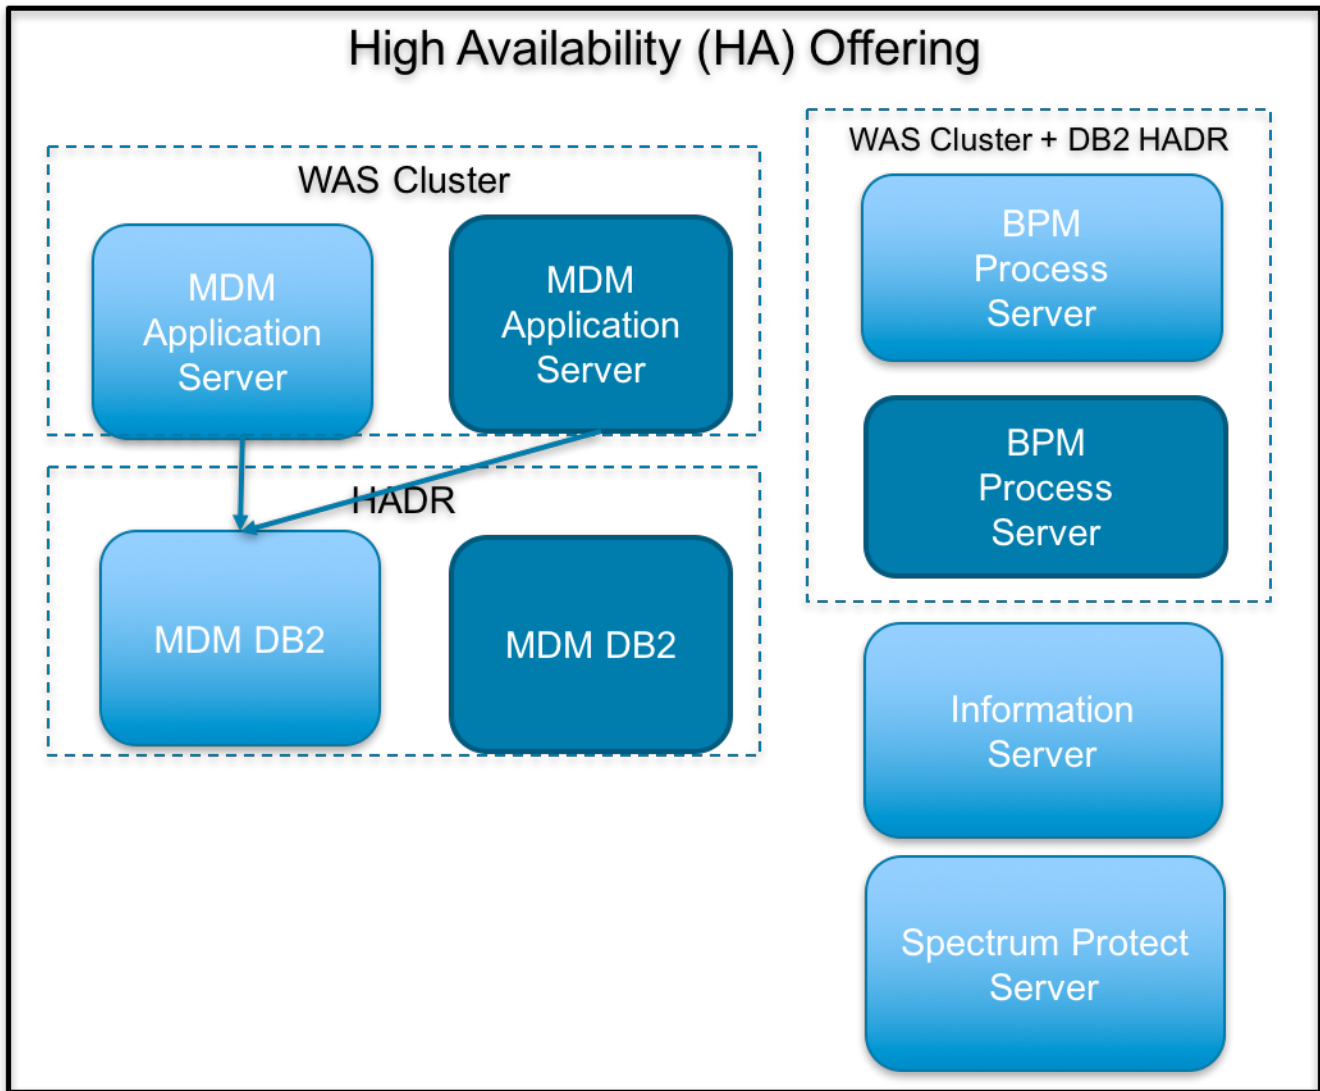 High Availability (HA) Offering
WAS Cluster
MDM
Application
Server
MDM
Application
Server
HADR
MDM DB2
MDM DB2
WAS Cluster + DB2 HADR
BPM
Process
Server
BPM
Process
Server
Information
Server
Spectrum Protect
Server